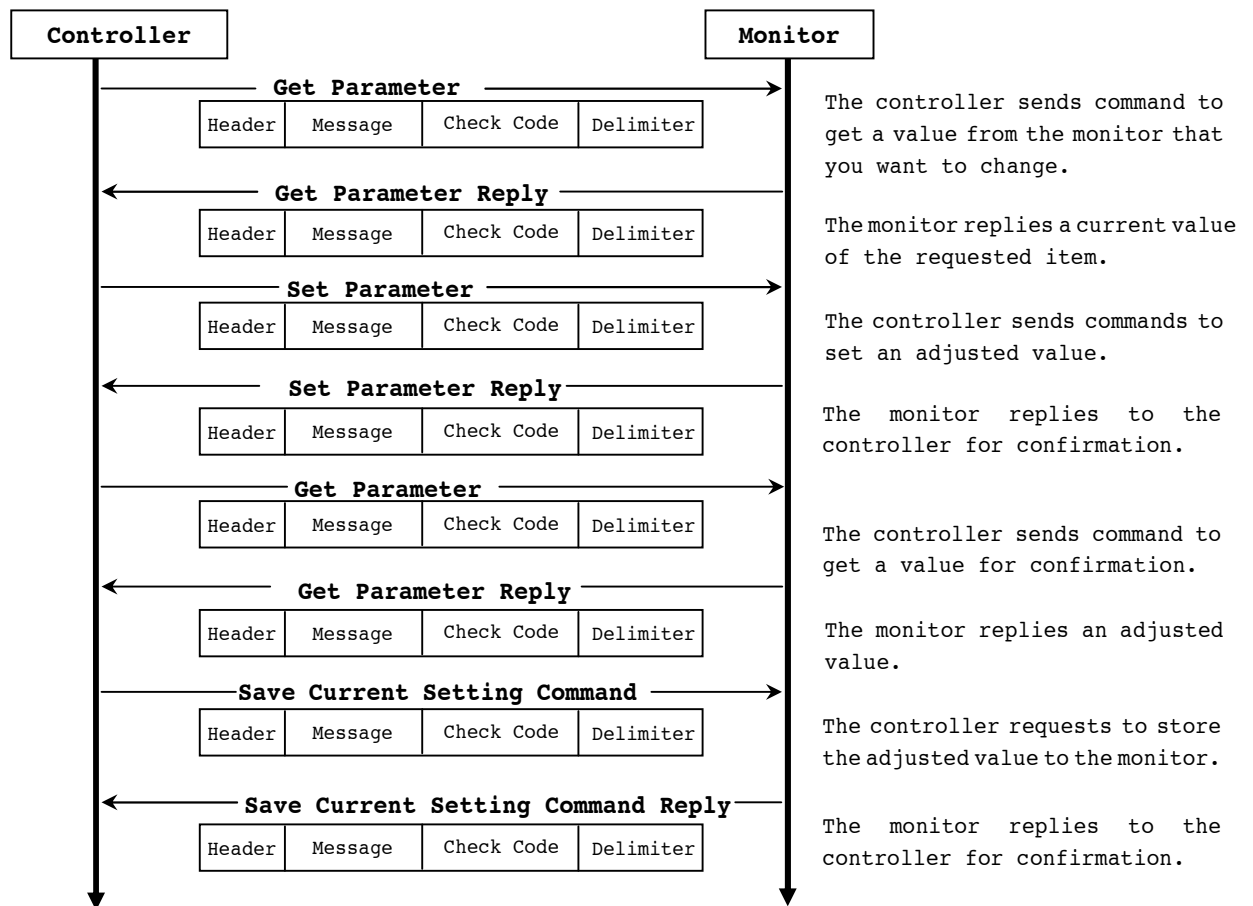 Controller Monitor
Get Parameter
Header Message Check Code Delimiter
The controller sends command to
get a value from the monitor that
you want to change.
Get Parameter Reply
Header Message Check Code Delimiter
The monitor replies a current value
of the requested item.
Set Parameter
Header Message Check Code Delimiter
The controller sends commands to
set an adjusted value.
Set Parameter Reply
Header Message Check Code Delimiter
The monitor replies to the
controller for confirmation.
Get Parameter
Header Message Check Code Delimiter
The controller sends command to
get a value for confirmation.
Get Parameter Reply
Header Message Check Code Delimiter
The monitor replies an adjusted
value.
Save Current Setting Command
Header Message Check Code Delimiter
The controller requests to store
the adjusted value to the monitor.
Save Current Setting Command Reply
Header Message Check Code Delimiter
The monitor replies to the
controller for confirmation.